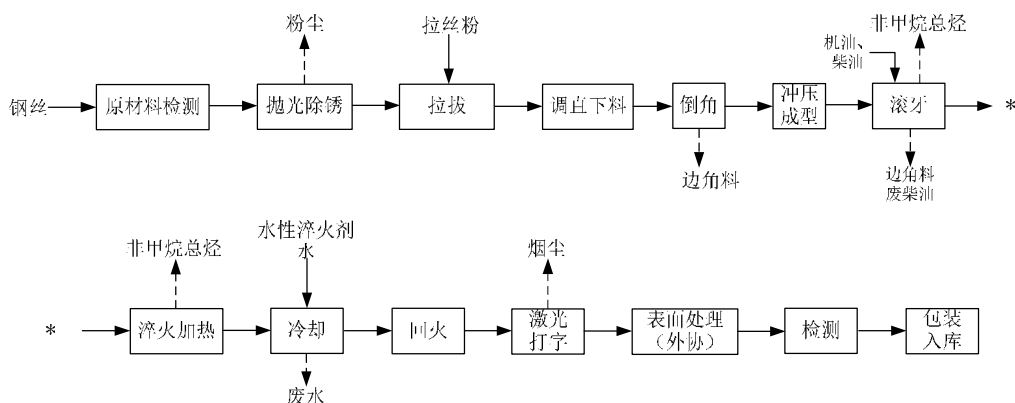 粉尘
拉丝粉
非甲烷总烃
机油、
柴油
钢丝
原材料检测
抛光除锈
拉拔
调直下料
倒角
冲压
成型
滚牙
*
边角料
边角料
废柴油
非甲烷总烃
水性淬火剂
水
烟尘
*
淬火加热
冷却
回火
激光
打字
表面处理
（外协）
检测
包装
入库
废水